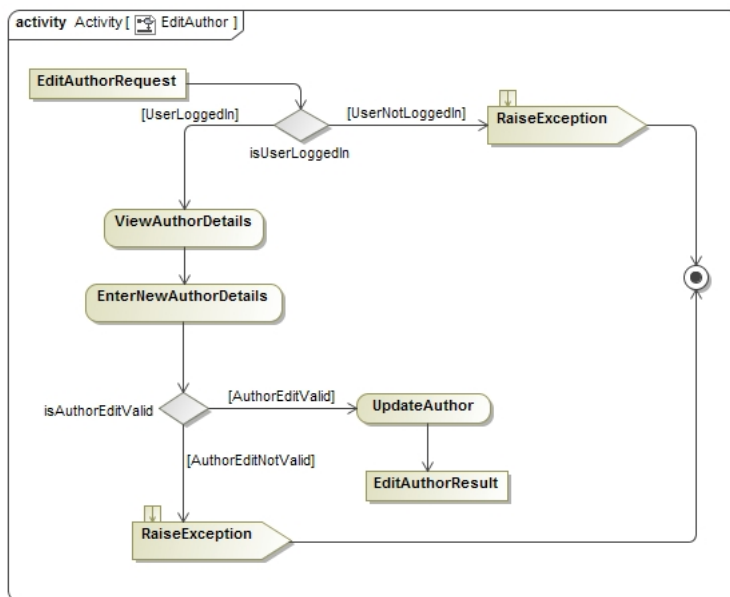 activity Activity [ EditAuthor ]
EditAuthorRequest
[UserLoggedIn]
[UserNotLoggedIn]
RaiseException
isUserLoggedIn
ViewAuthorDetails
EnterNewAuthorDetails
isAuthorEditValid
[AuthorEditValid]
UpdateAuthor
[AuthorEditNotValid]
EditAuthorResult
RaiseException